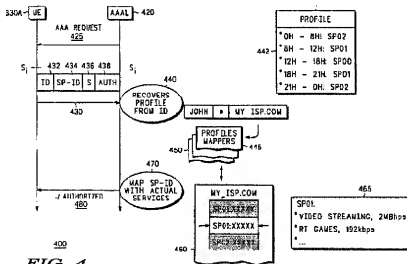 330A UE
AAAL 420
AAA REQUEST
425
Si 432 434 436 438 Si
ID SP-ID S AUTH
430
440
RECOVERS PROFILE FROM ID
JOHN @ MY ISP.COM
PROFILES MAPPERS
446
450
470
MAP SP-ID WITH ACTUAL SERVICES
AUTHORIZED
480
MY_ISP.COM
SP01:XXXXX
460
PROFILE
442
*0H - 8H: SP02
*8H - 12H: SP01
*12H - 18H: SP00
*18H - 21H: SP01
*21H - 0H: SP02
465
SP01:
*VIDEO STREAMING, 2MBhps
*RT GAMES, 192kbps
*...
400
FIG. 4